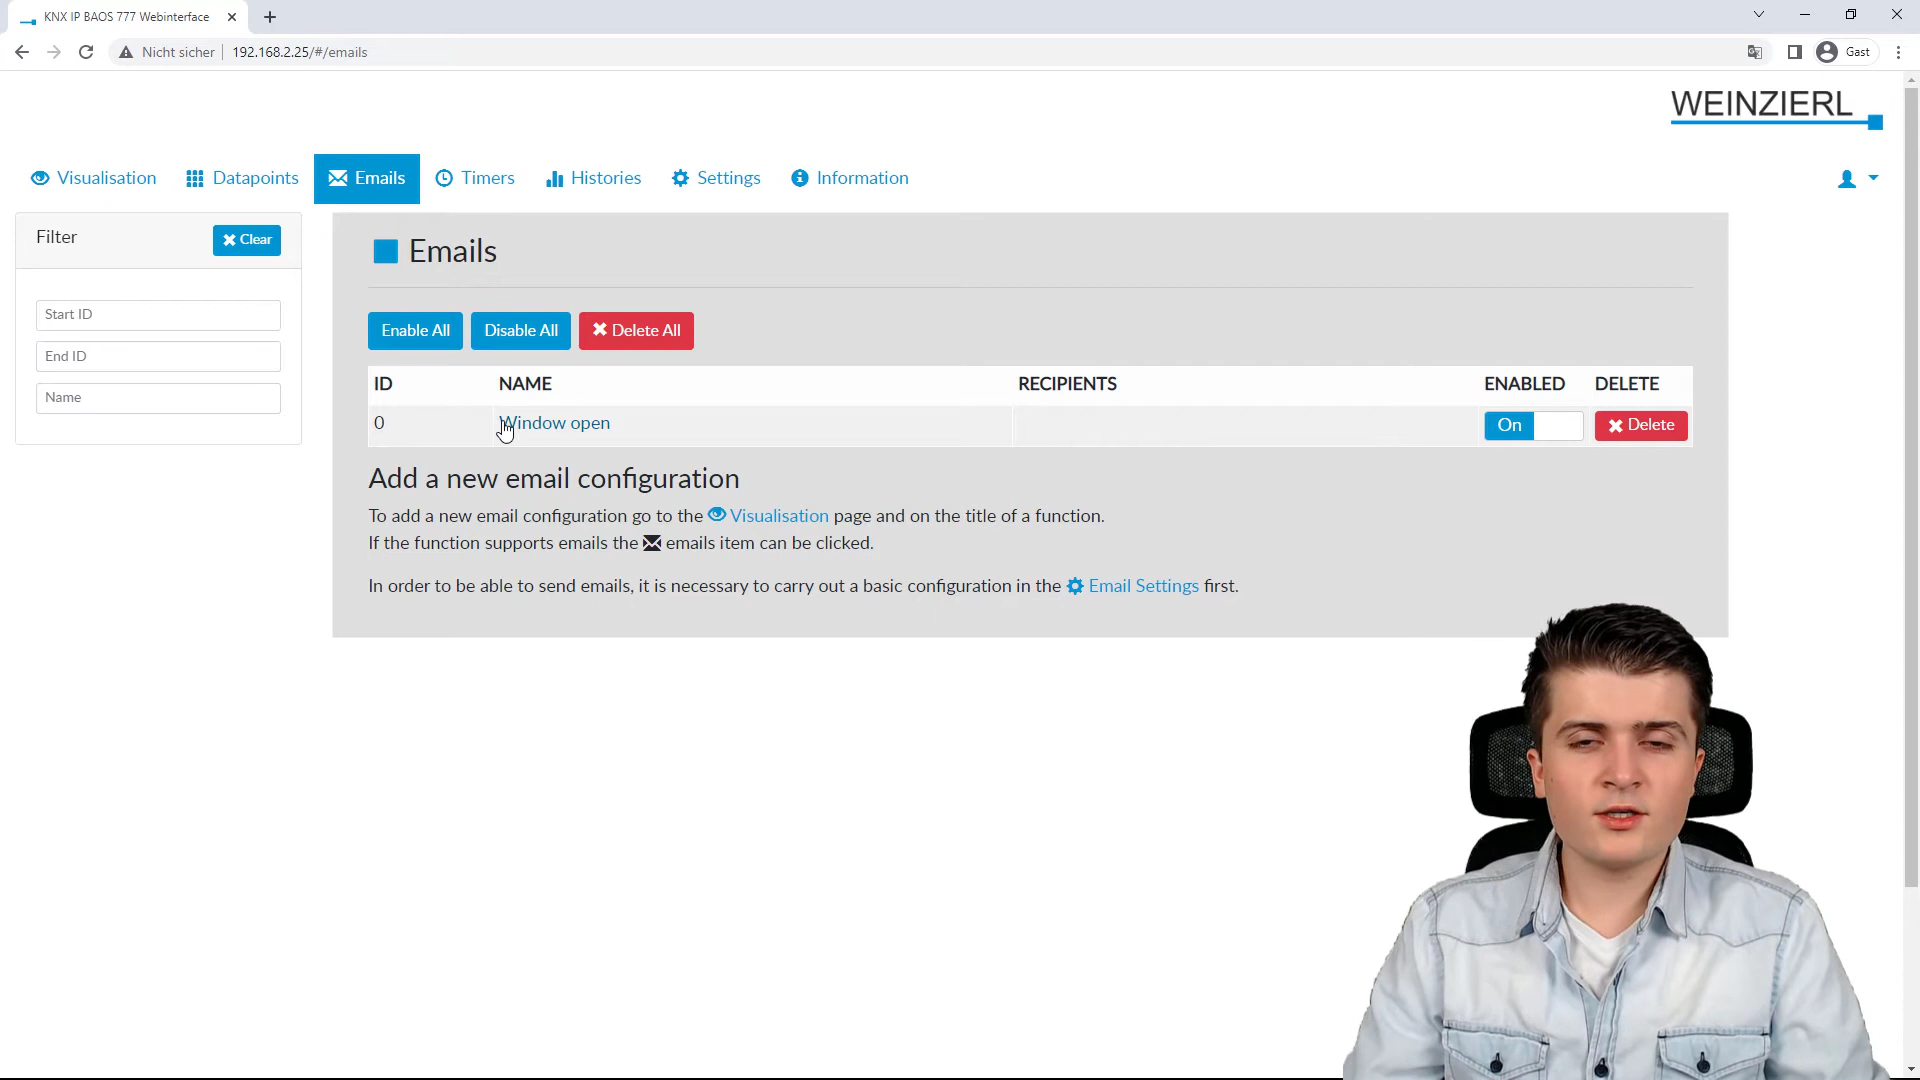 KNX IP BAOS 777 Webinterface
Nicht sicher 192.168.2.25/#/emails
Gast
WEINZIERL
Visualisation Datapoints Emails Timers Histories Settings Information
Filter
Clear
Start ID
End ID
Name
Emails
Enable All Disable All Delete All
ID NAME RECIPIENTS ENABLED DELETE
0 Window open On Delete
Add a new email configuration
To add a new email configuration go to the Visualisation page and on the title of a function.
If the function supports emails the emails item can be clicked.
In order to be able to send emails, it is necessary to carry out a basic configuration in the Email Settings first.